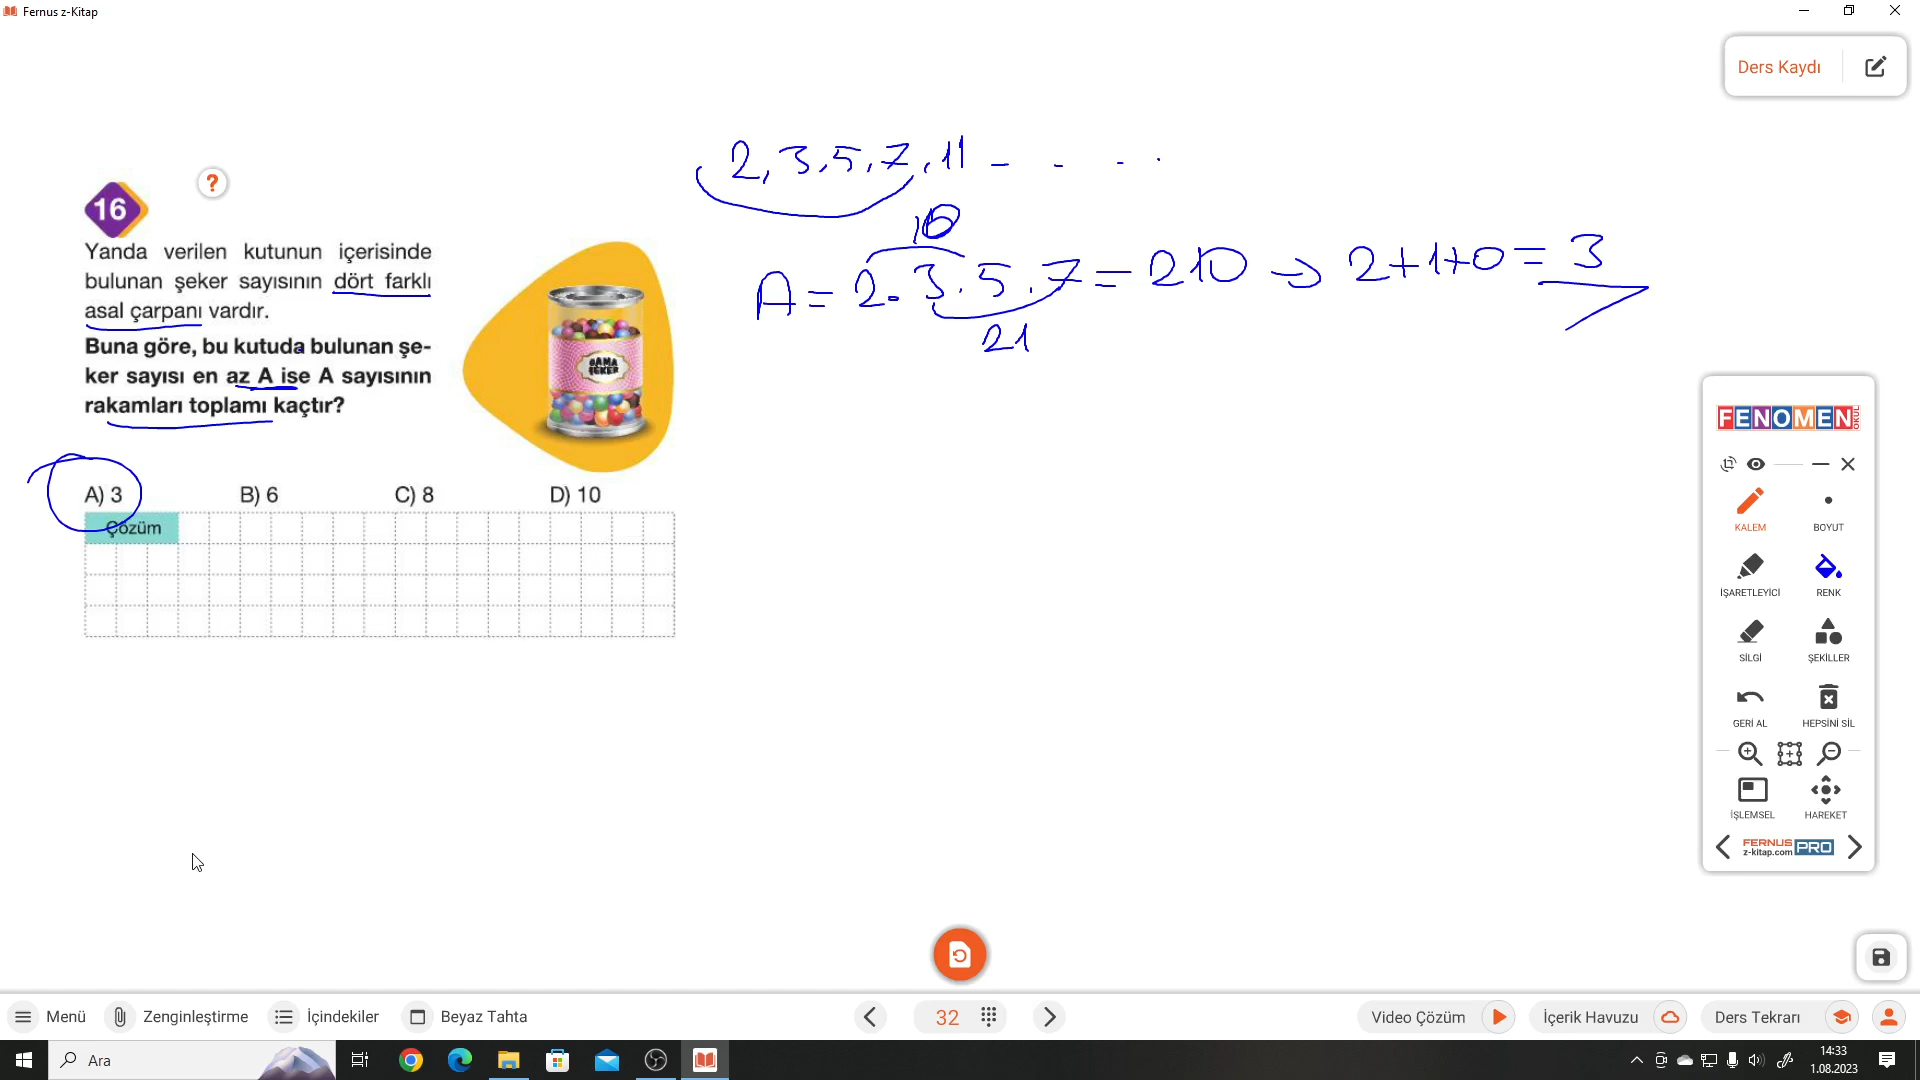 Fernus z-Kitap
Ders Kaydı
2, 3, 5, 7, 11 - - - .
16
?
Yanda verilen kutunun içerisinde
bulunan şeker sayısının dört farklı
asal çarpanı vardır.
Buna göre, bu kutuda bulunan şe-
ker sayısı en az A ise A sayısının
rakamları toplamı kaçtır?
GAMA
ŞEKER
10
A = 2 . 3 . 5 . 7 = 210 → 2+1+0 = 3
21
A) 3 B) 6 C) 8 D) 10
Çözüm
FENOMEN OKUL
KALEM BOYUT
İŞARETLEYİCİ RENK
SİLGİ ŞEKİLLER
GERİ AL HEPSİNİ SİL
İŞLEMSEL HAREKET
FERNUS
z-kitap.com PRO
Menü Zenginleştirme İçindekiler Beyaz Tahta 32 Video Çözüm İçerik Havuzu Ders Tekrarı
Ara
14:33
1.08.2023